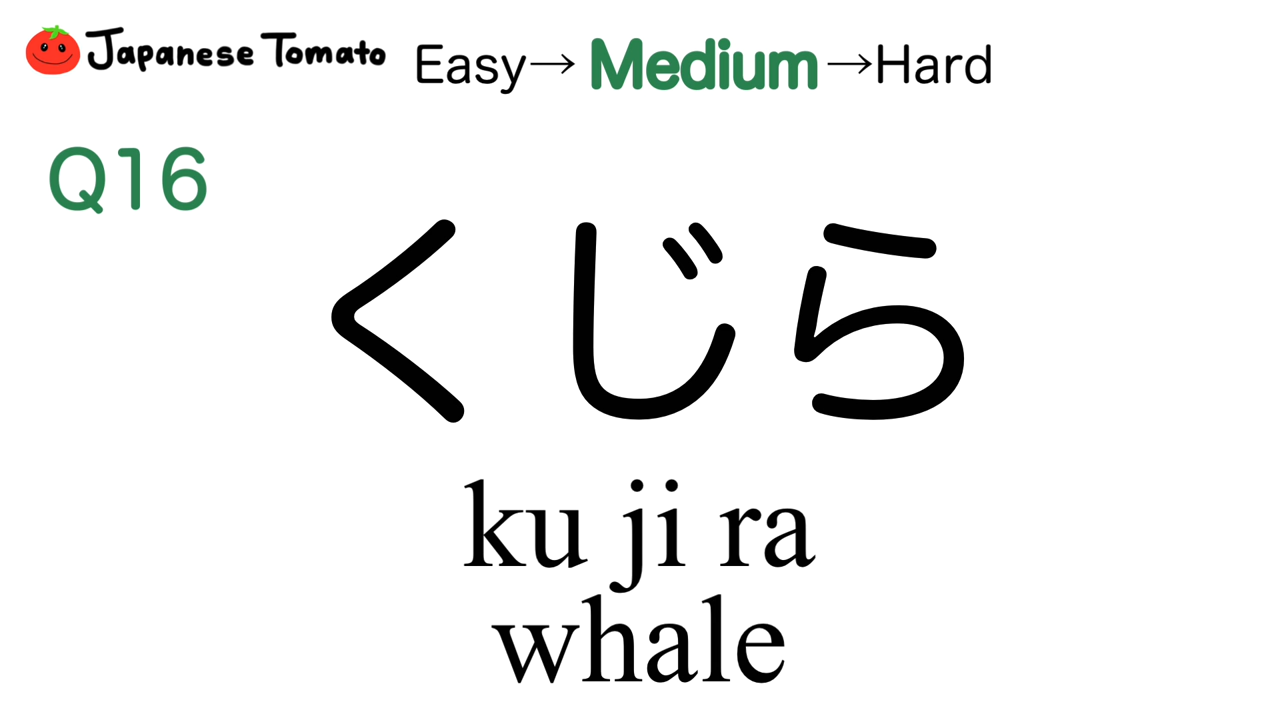 Japanese Tomato Easy→ Medium →Hard
Q16
くじら
ku ji ra
whale